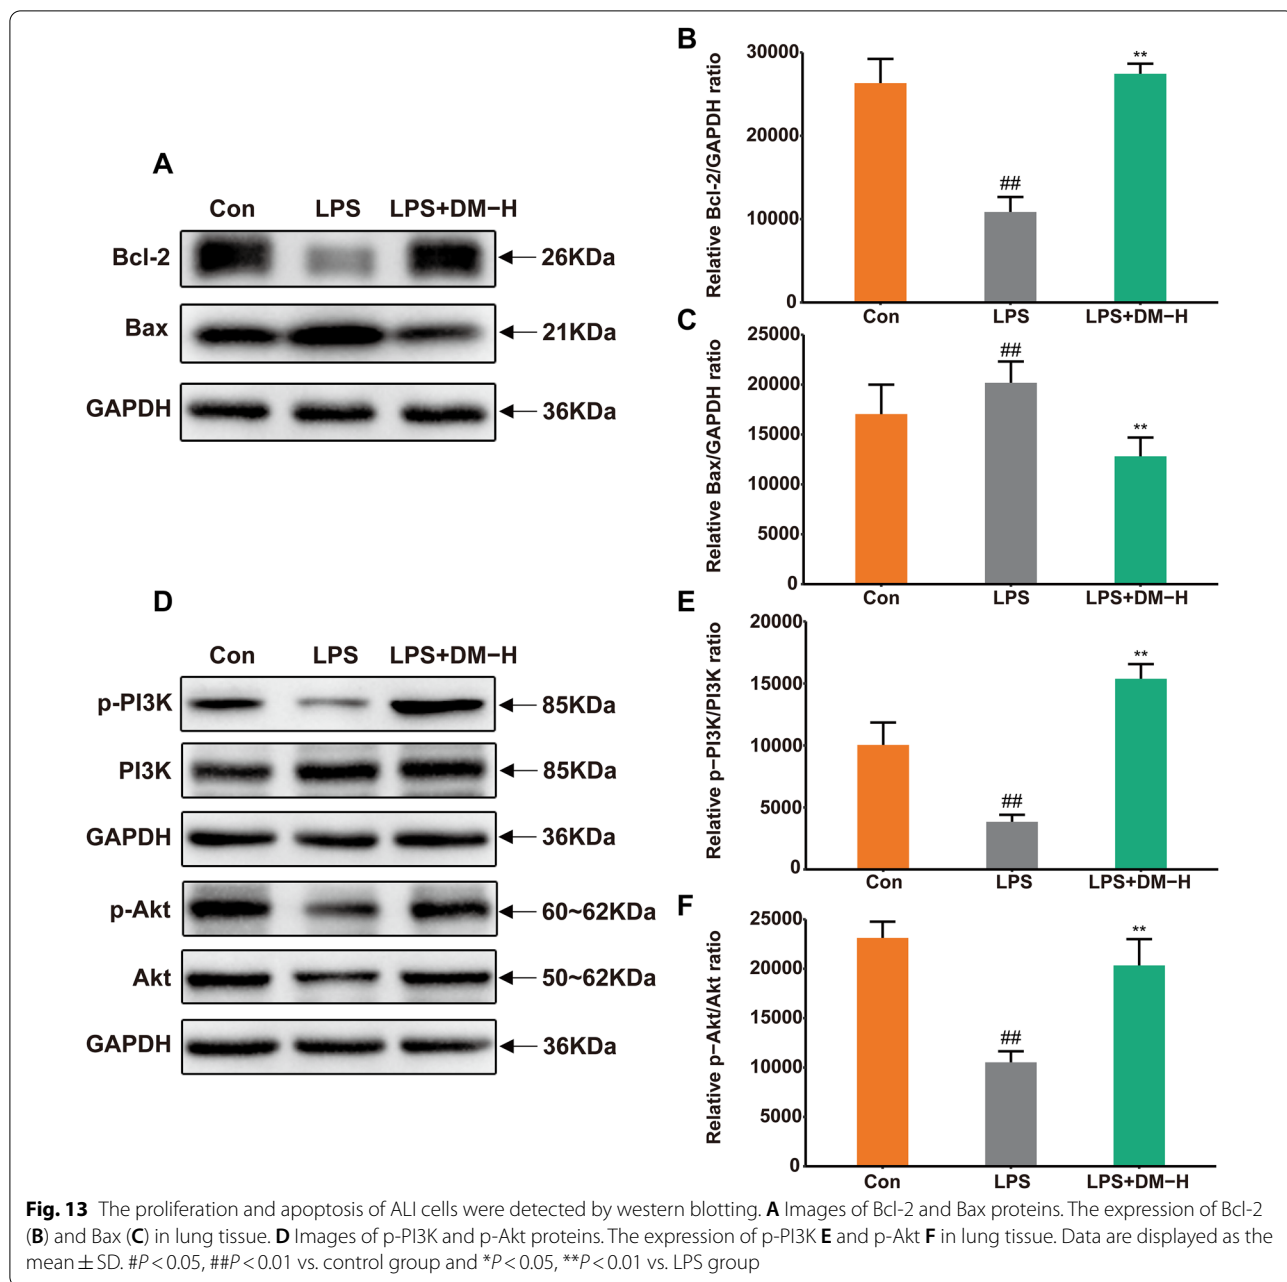 A
Con LPS LPS+DM−H
Bcl-2 26KDa
Bax 21KDa
GAPDH 36KDa
B
Relative Bcl-2/GAPDH ratio
30000
20000
10000
0
##
**
Con LPS LPS+DM−H
C
Relative Bax/GAPDH ratio
25000
20000
15000
10000
5000
0
##
**
Con LPS LPS+DM−H
D
Con LPS LPS+DM−H
p-PI3K 85KDa
PI3K 85KDa
GAPDH 36KDa
p-Akt 60~62KDa
Akt 50~62KDa
GAPDH 36KDa
E
Relative p−PI3K/PI3K ratio
20000
15000
10000
5000
0
##
**
Con LPS LPS+DM−H
F
Relative p−Akt/Akt ratio
25000
20000
15000
10000
5000
0
##
**
Con LPS LPS+DM−H
Fig. 13 The proliferation and apoptosis of ALI cells were detected by western blotting. A Images of Bcl-2 and Bax proteins. The expression of Bcl-2
(B) and Bax (C) in lung tissue. D Images of p-PI3K and p-Akt proteins. The expression of p-PI3K E and p-Akt F in lung tissue. Data are displayed as the
mean ± SD. #P < 0.05, ##P < 0.01 vs. control group and *P < 0.05, **P < 0.01 vs. LPS group